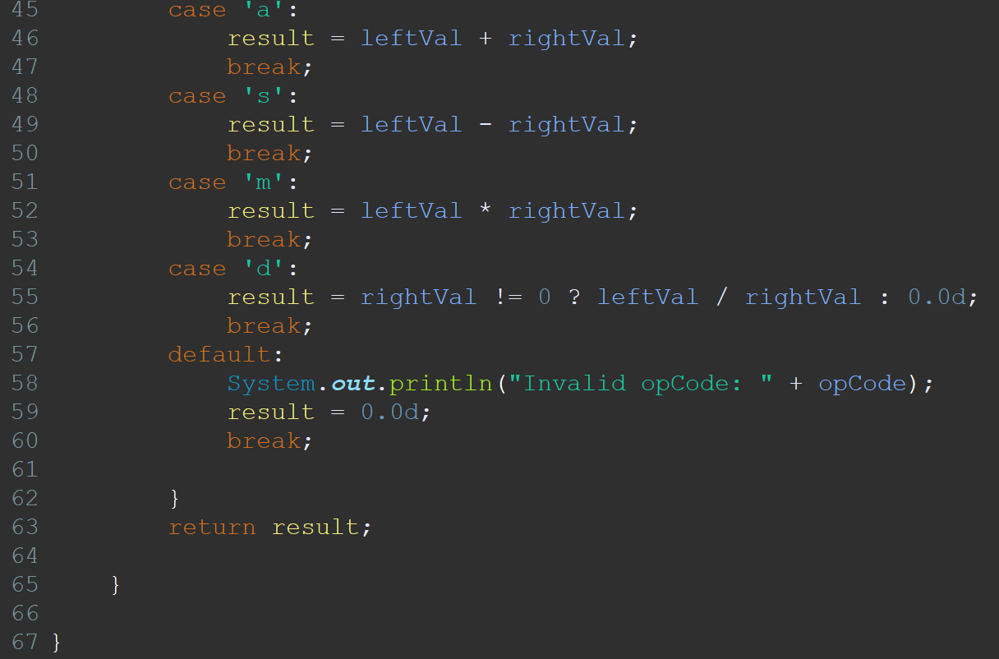 45 case 'a':
46 result = leftVal + rightVal;
47 break;
48 case 's':
49 result = leftVal - rightVal;
50 break;
51 case 'm':
52 result = leftVal * rightVal;
53 break;
54 case 'd':
55 result = rightVal != 0 ? leftVal / rightVal : 0.0d;
56 break;
57 default:
58 System.out.println("Invalid opCode: " + opCode);
59 result = 0.0d;
60 break;
61
62 }
63 return result;
64
65 }
66
67 }